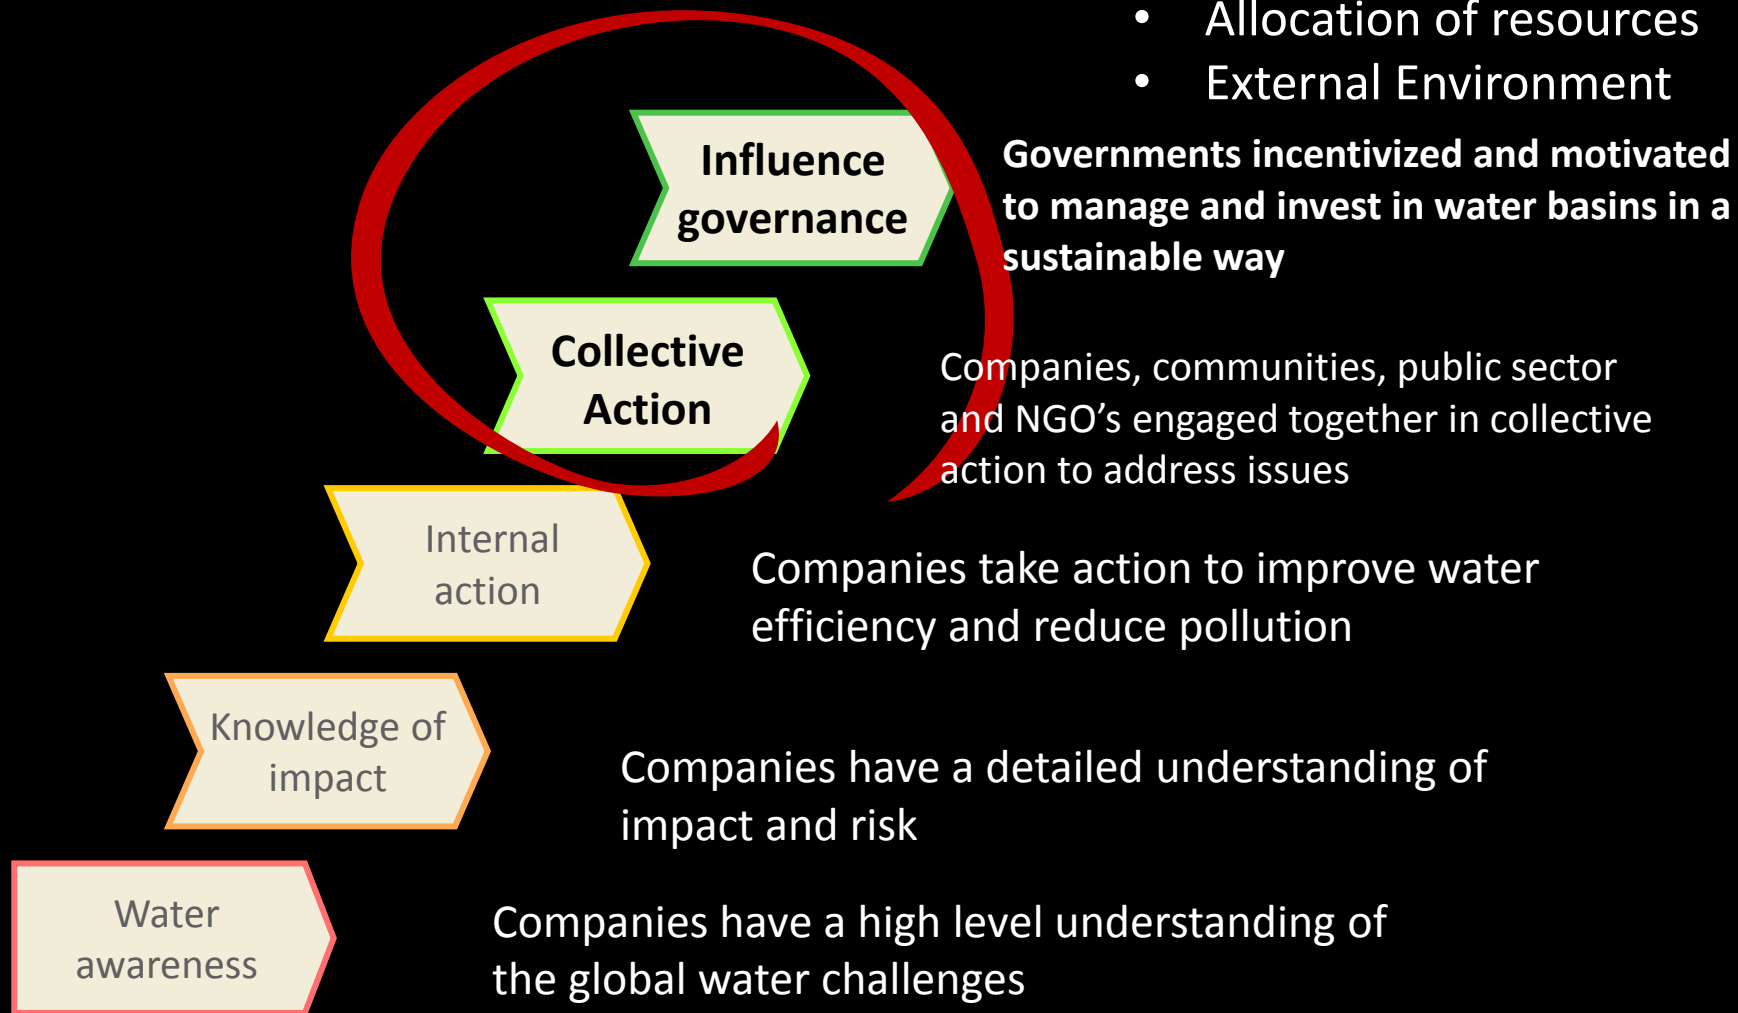 • Allocation of resources
• External Environment
Influence
governance
Governments incentivized and motivated
to manage and invest in water basins in a
sustainable way
Collective
Action
Companies, communities, public sector
and NGO’s engaged together in collective
action to address issues
Internal
action
Companies take action to improve water
efficiency and reduce pollution
Knowledge of
impact
Companies have a detailed understanding of
impact and risk
Water
awareness
Companies have a high level understanding of
the global water challenges